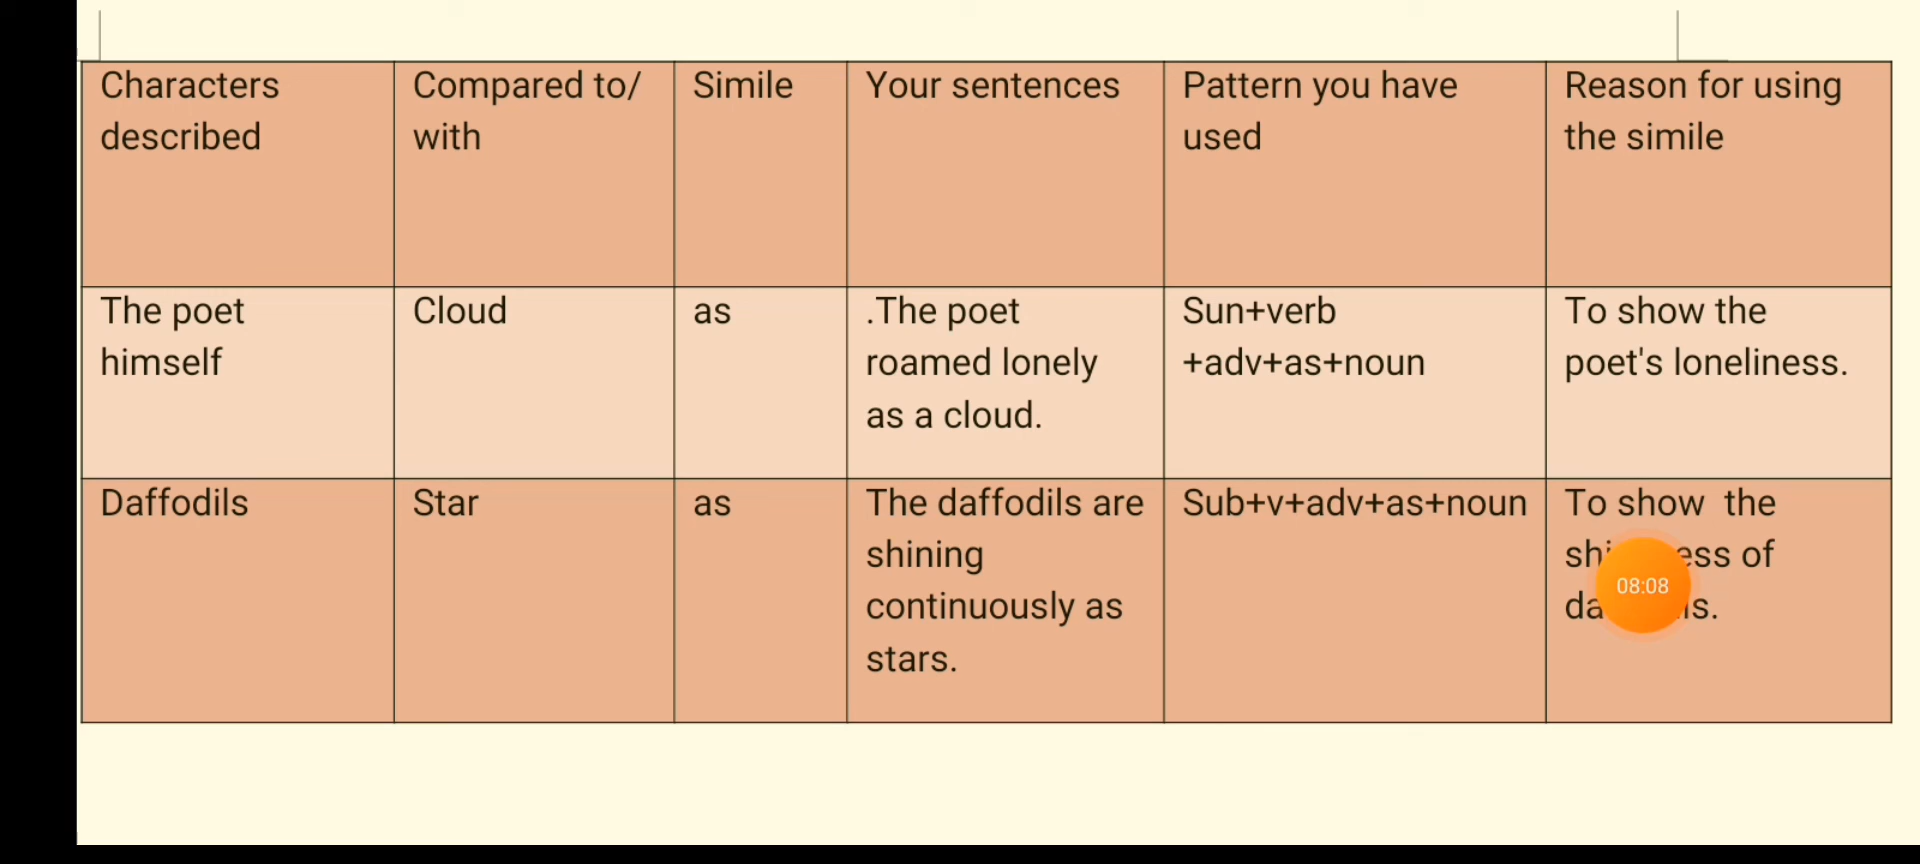 Characters described
Compared to/ with
Simile
Your sentences
Pattern you have used
Reason for using the simile
The poet
himself
Cloud
as
.The poet
roamed lonely
as a cloud.
Sun+verb
+adv+as+noun
To show the
poet's loneliness.
Daffodils
Star
as
The daffodils are
shining
continuously as
stars.
Sub+v+adv+as+noun
To show  the
of
08:08